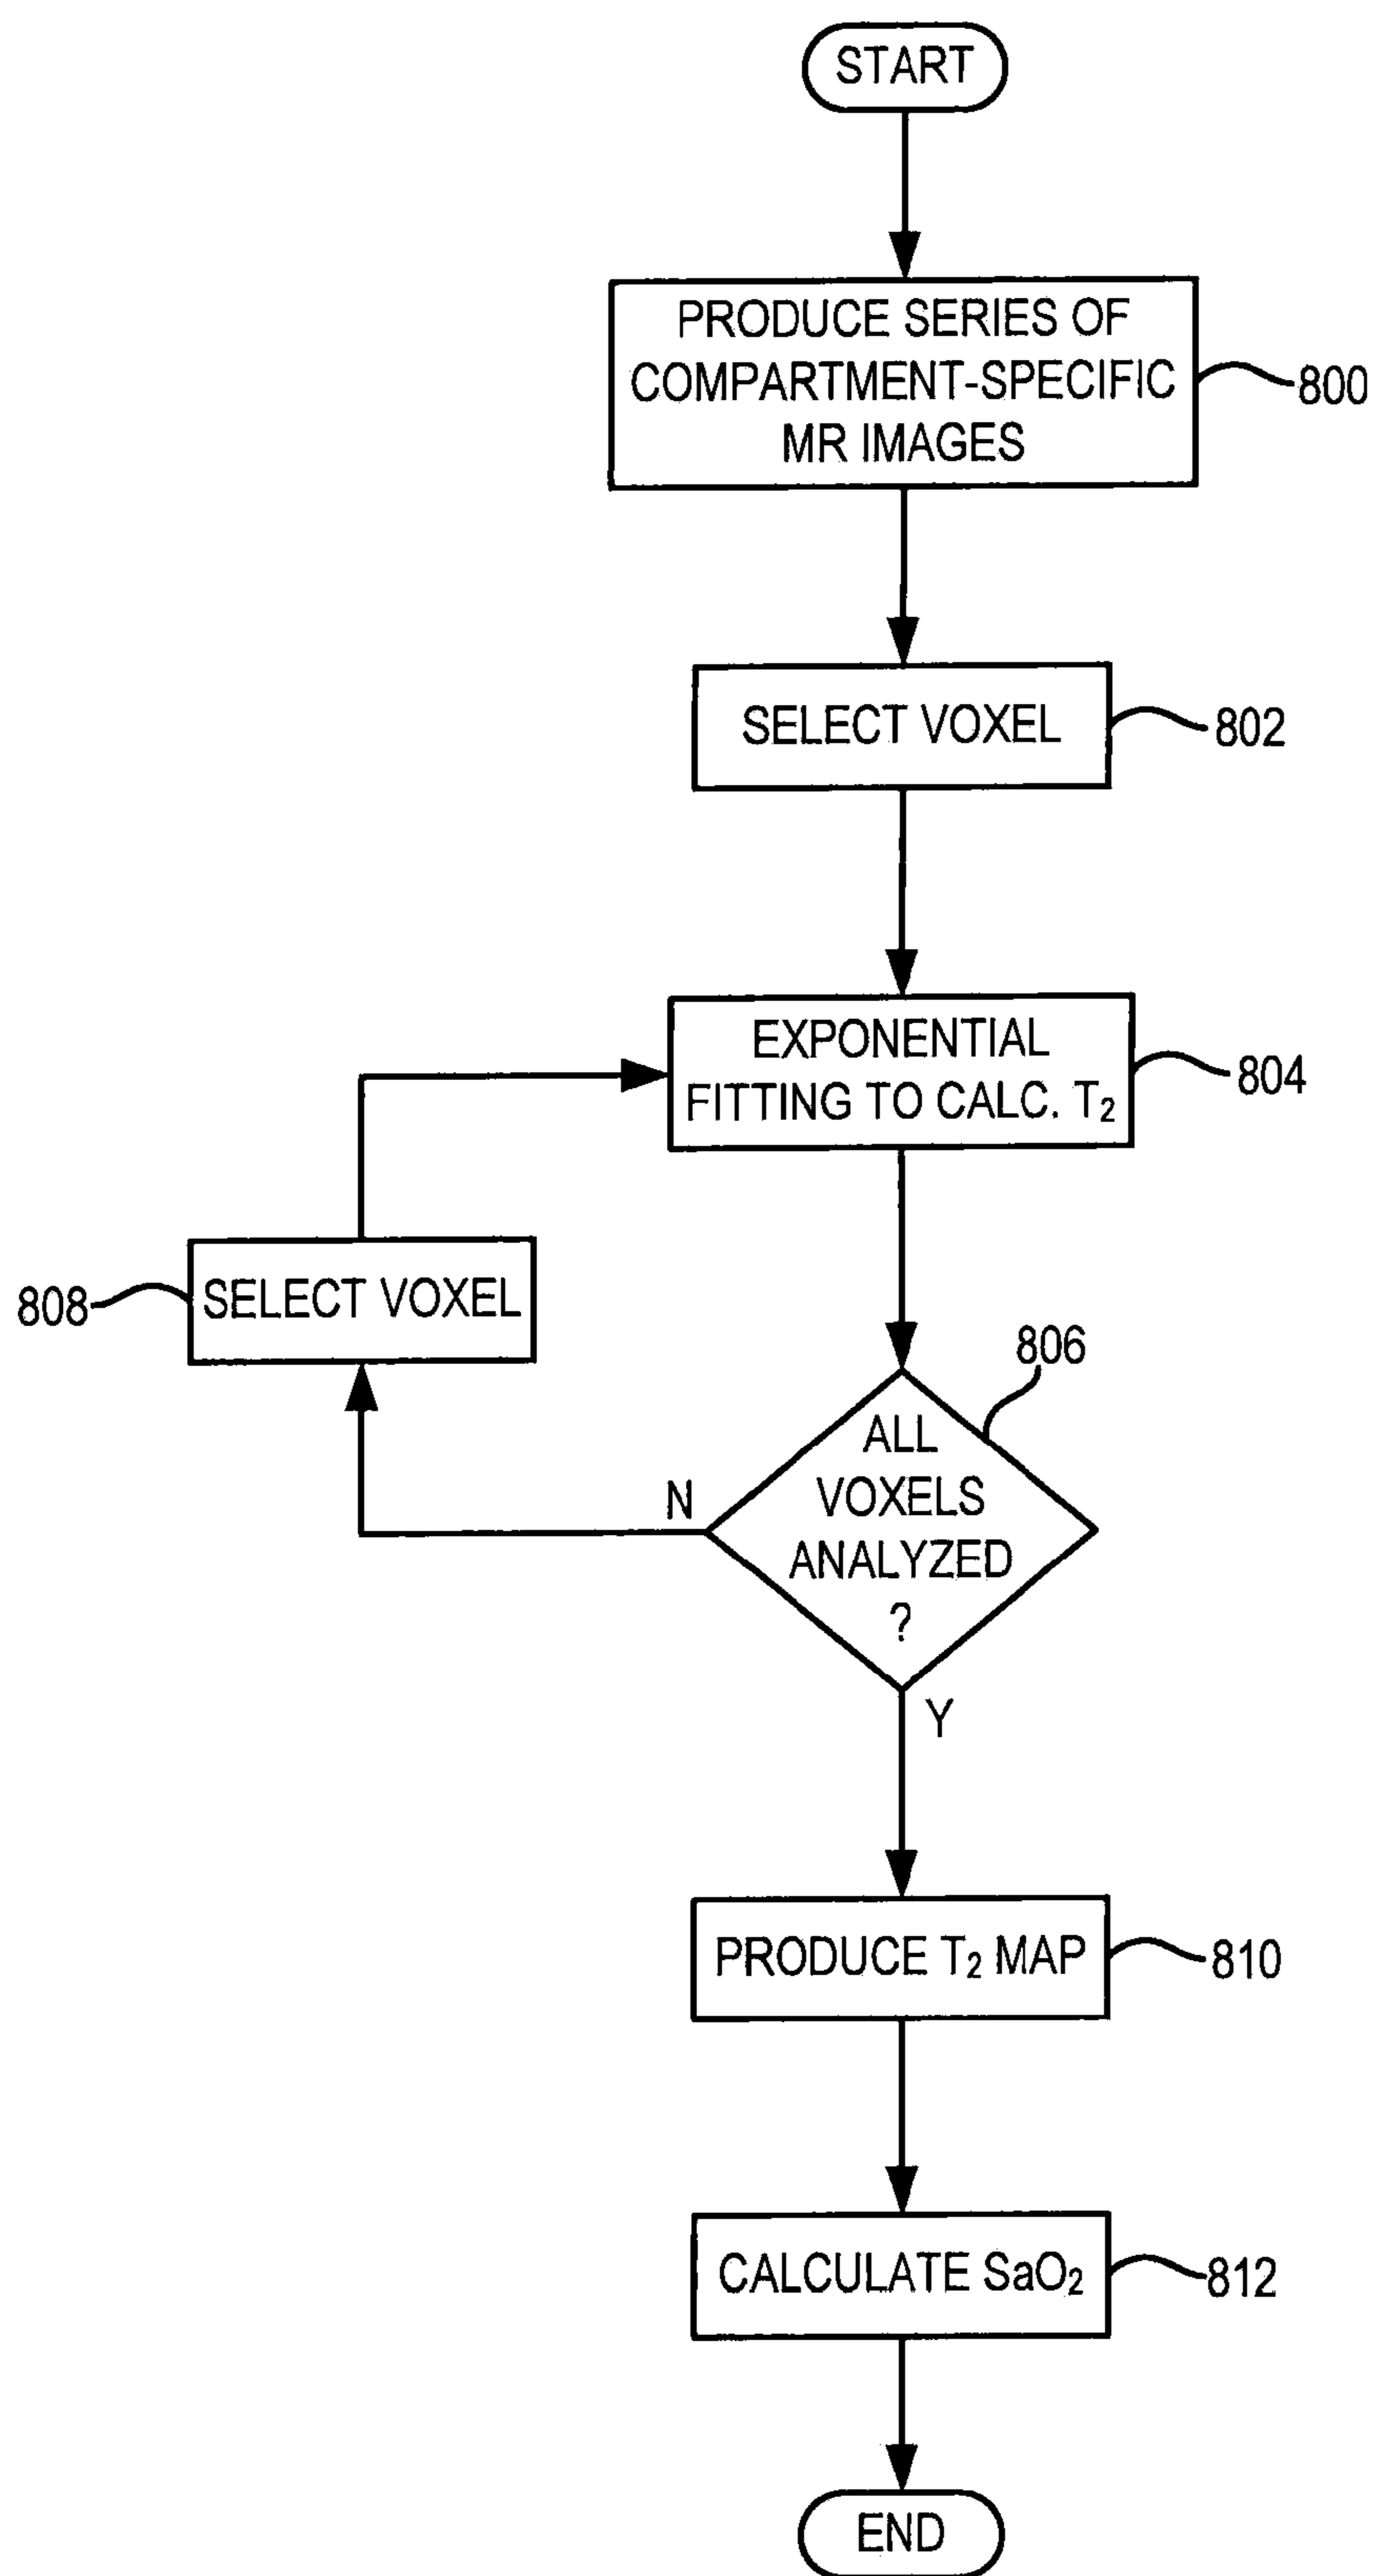 START
PRODUCE SERIES OF
COMPARTMENT-SPECIFIC
MR IMAGES
800
SELECT VOXEL
802
EXPONENTIAL
FITTING TO CALC. T₂
804
808
SELECT VOXEL
806
ALL
VOXELS
ANALYZED
?
N
Y
PRODUCE T₂ MAP
810
CALCULATE SaO₂
812
END